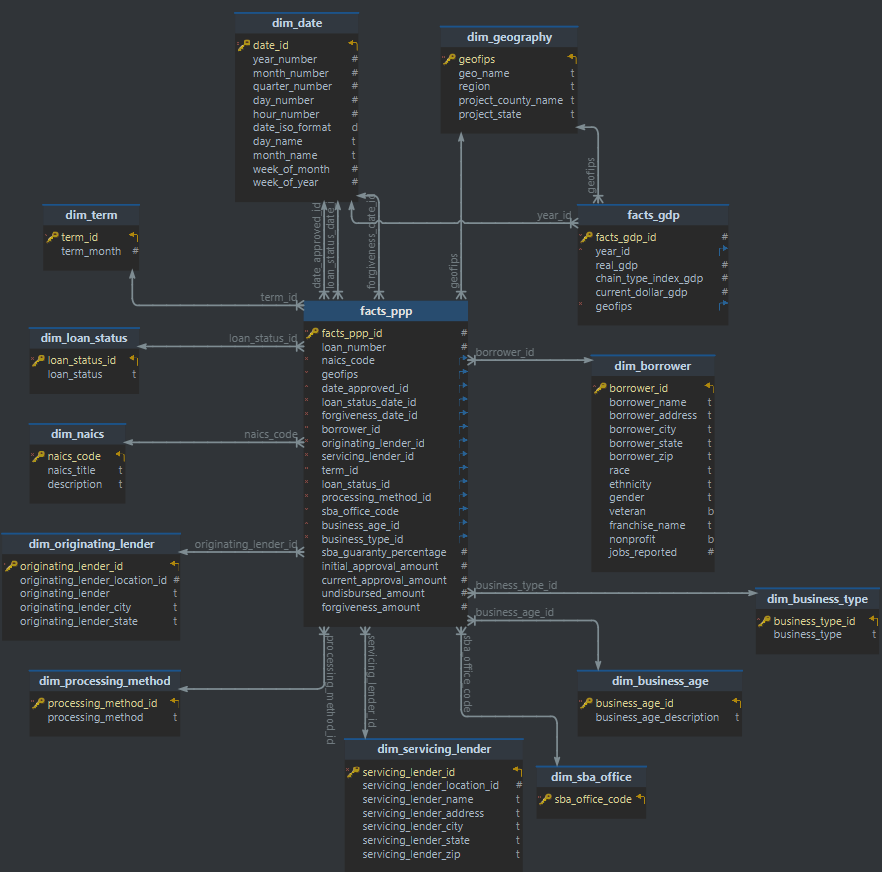 dim_date
date_id
year_number #
month_number #
quarter_number #
day_number #
hour_number #
date_iso_format d
day_name t
month_name t
week_of_month #
week_of_year #
dim_geography
geofips
geo_name t
region t
project_county_name t
project_state t
geofips
year_id
facts_gdp
facts_gdp_id #
year_id
real_gdp #
chain_type_index_gdp #
current_dollar_gdp #
geofips
dim_term
term_id
term_month #
term_id
date_approved_id
loan_status_date_i
forgiveness_date_id
geofips
facts_ppp
facts_ppp_id #
loan_number #
naics_code
geofips
date_approved_id
loan_status_date_id
forgiveness_date_id
borrower_id
originating_lender_id
servicing_lender_id
term_id
loan_status_id
processing_method_id
sba_office_code
business_age_id
business_type_id
sba_guaranty_percentage #
initial_approval_amount #
current_approval_amount #
undisbursed_amount #
forgiveness_amount #
dim_loan_status
loan_status_id
loan_status t
loan_status_id
dim_naics
naics_code
naics_title t
description t
naics_code
dim_originating_lender
originating_lender_id
originating_lender_location_id #
originating_lender t
originating_lender_city t
originating_lender_state t
originating_lender_id
dim_processing_method
processing_method_id
processing_method t
processing_method_id
servicing_lender_id
sba_office_code
borrower_id
dim_borrower
borrower_id
borrower_name t
borrower_address t
borrower_city t
borrower_state t
borrower_zip t
race t
ethnicity t
gender t
veteran b
franchise_name t
nonprofit b
jobs_reported #
business_type_id
business_age_id
dim_business_type
business_type_id
business_type t
dim_business_age
business_age_id
business_age_description t
dim_servicing_lender
servicing_lender_id
servicing_lender_location_id #
servicing_lender_name t
servicing_lender_address t
servicing_lender_city t
servicing_lender_state t
servicing_lender_zip t
dim_sba_office
sba_office_code